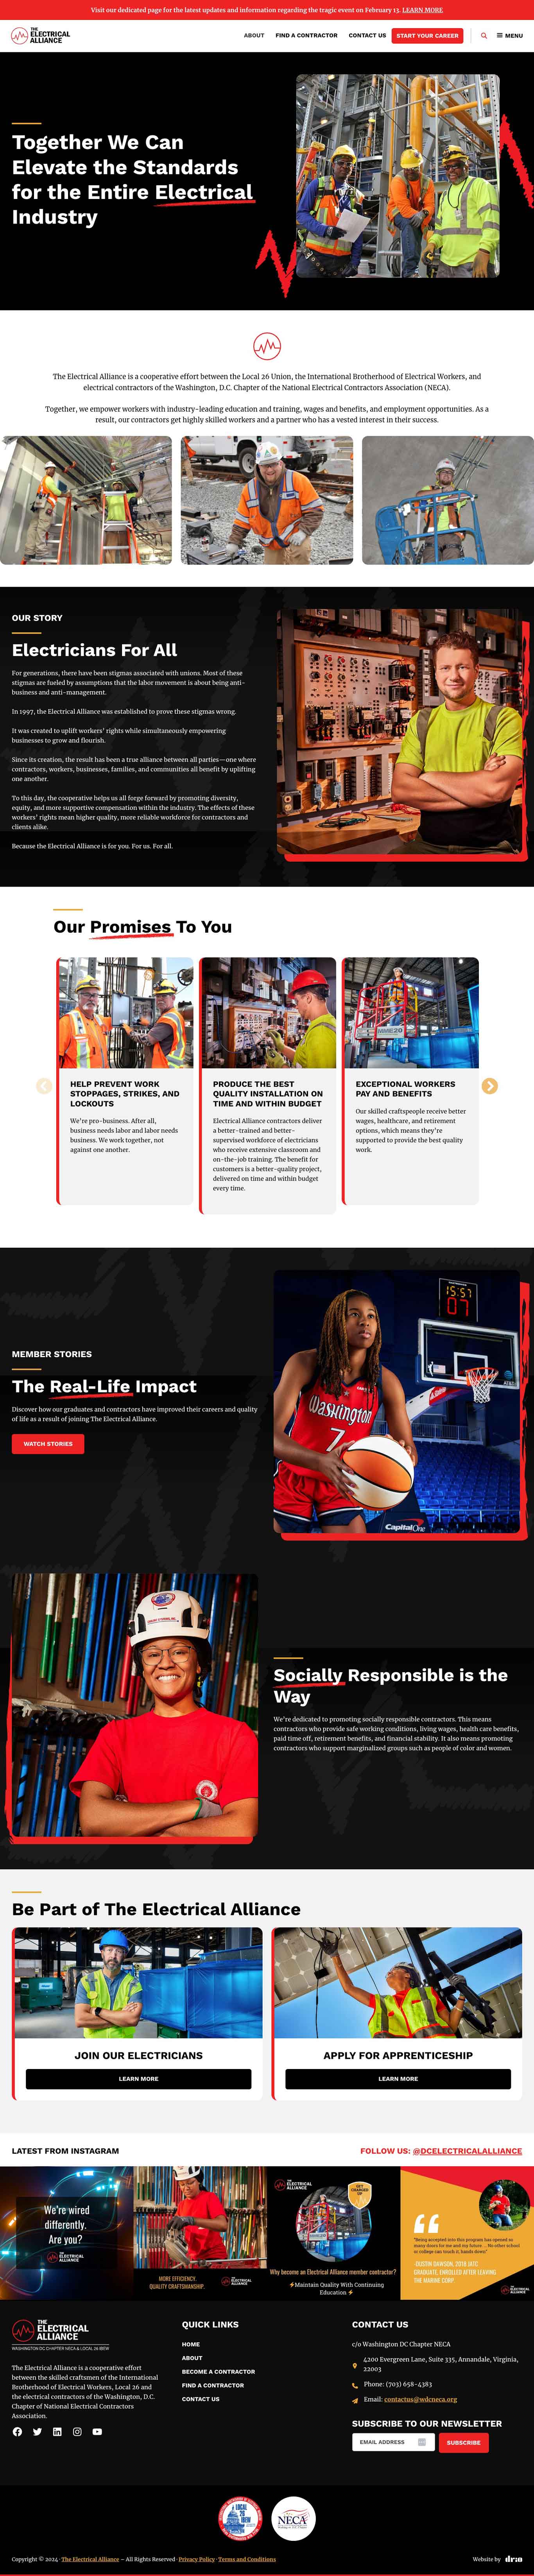 Visit our dedicated page for the latest updates and information regarding the tragic event on February 13. LEARN MORE
THE
ELECTRICAL
ALLIANCE
ABOUT
FIND A CONTRACTOR
CONTACT US
START YOUR CAREER
MENU
Together We Can
Elevate the Standards
for the Entire Electrical
Industry
The Electrical Alliance is a cooperative effort between the Local 26 Union, the International Brotherhood of Electrical Workers, and
electrical contractors of the Washington, D.C. Chapter of the National Electrical Contractors Association (NECA).
Together, we empower workers with industry-leading education and training, wages and benefits, and employment opportunities. As a
result, our contractors get highly skilled workers and a partner who has a vested interest in their success.
OUR STORY
Electricians For All
For generations, there have been stigmas associated with unions. Most of these
stigmas are fueled by assumptions that the labor movement is about being anti-
business and anti-management.
In 1997, the Electrical Alliance was established to prove these stigmas wrong.
It was created to uplift workers' rights while simultaneously empowering
businesses to grow and flourish.
Since its creation, the result has been a true alliance between all parties—one where
contractors, workers, businesses, families, and communities all benefit by uplifting
one another.
To this day, the cooperative helps us all forge forward by promoting diversity,
equity, and more supportive compensation within the industry. The effects of these
workers' rights mean higher quality, more reliable workforce for contractors and
clients alike.
Because the Electrical Alliance is for you. For us. For all.
Our Promises To You
HELP PREVENT WORK
STOPPAGES, STRIKES, AND
LOCKOUTS
We're pro-business. After all,
business needs labor and labor needs
business. We work together, not
against one another.
PRODUCE THE BEST
QUALITY INSTALLATION ON
TIME AND WITHIN BUDGET
Electrical Alliance contractors deliver
a better-trained and better-
supervised workforce of electricians
who receive extensive classroom and
on-the-job training. The benefit for
customers is a better-quality project,
delivered on time and within budget
every time.
EXCEPTIONAL WORKERS
PAY AND BENEFITS
Our skilled craftspeople receive better
wages, healthcare, and retirement
options, which means they're
supported to provide the best quality
work.
MEMBER STORIES
The Real-Life Impact
Discover how our graduates and contractors have improved their careers and quality
of life as a result of joining The Electrical Alliance.
WATCH STORIES
15:57
07
Washington
7
CapitalOne
Socially Responsible is the
Way
We're dedicated to promoting socially responsible contractors. This means
contractors who provide safe working conditions, living wages, health care benefits,
paid time off, retirement benefits, and financial stability. It also means promoting
contractors who support marginalized groups such as people of color and women.
Be Part of The Electrical Alliance
JOIN OUR ELECTRICIANS
LEARN MORE
APPLY FOR APPRENTICESHIP
LEARN MORE
LATEST FROM INSTAGRAM
FOLLOW US: @DCELECTRICALALLIANCE
We're wired
differently.
Are you?
THE
ELECTRICAL
ALLIANCE
MORE EFFICIENCY.
QUALITY CRAFTSMANSHIP.
THE
ELECTRICAL
ALLIANCE
THE
ELECTRICAL
ALLIANCE
Why become an Electrical Alliance member contractor?
⚡Maintain Quality With Continuing
Education ⚡
"Being accepted into this program has opened so
many doors for me and my future ... No other school
or college can touch it, hands down."
-DUSTIN DAWSON, 2018 JATC
GRADUATE, ENROLLED AFTER LEAVING
THE MARINE CORP
THE
ELECTRICAL
ALLIANCE
THE
ELECTRICAL
ALLIANCE
WASHINGTON DC CHAPTER NECA & LOCAL 26 IBEW
The Electrical Alliance is a cooperative effort
between the skilled craftsmen of the International
Brotherhood of Electrical Workers, Local 26 and
the electrical contractors of the Washington, D.C.
Chapter of National Electrical Contractors
Association.
QUICK LINKS
HOME
ABOUT
BECOME A CONTRACTOR
FIND A CONTRACTOR
CONTACT US
CONTACT US
c/o Washington DC Chapter NECA
4200 Evergreen Lane, Suite 335, Annandale, Virginia,
22003
Phone: (703) 658-4383
Email: contactus@wdcneca.org
SUBSCRIBE TO OUR NEWSLETTER
EMAIL ADDRESS
SUBSCRIBE
LOCAL
26
IBEW
NECA
Copyright © 2024 · The Electrical Alliance – All Rights Reserved · Privacy Policy · Terms and Conditions
Website by